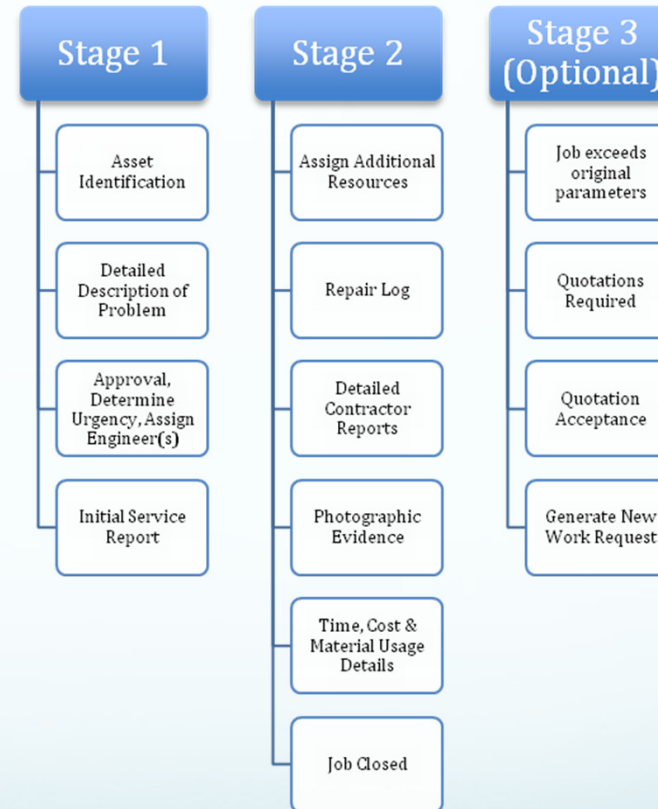 Stage 1
Asset
Identification
Detailed
Description of
Problem
Approval,
Determine
Urgency, Assign
Engineer(s)
Initial Service
Report
Stage 2
Assign Additional
Resources
Repair Log
Detailed
Contractor
Reports
Photographic
Evidence
Time, Cost &
Material Usage
Details
Job Closed
Stage 3
(Optional)
Job exceeds
original
parameters
Quotations
Required
Quotation
Acceptance
Generate New
Work Request